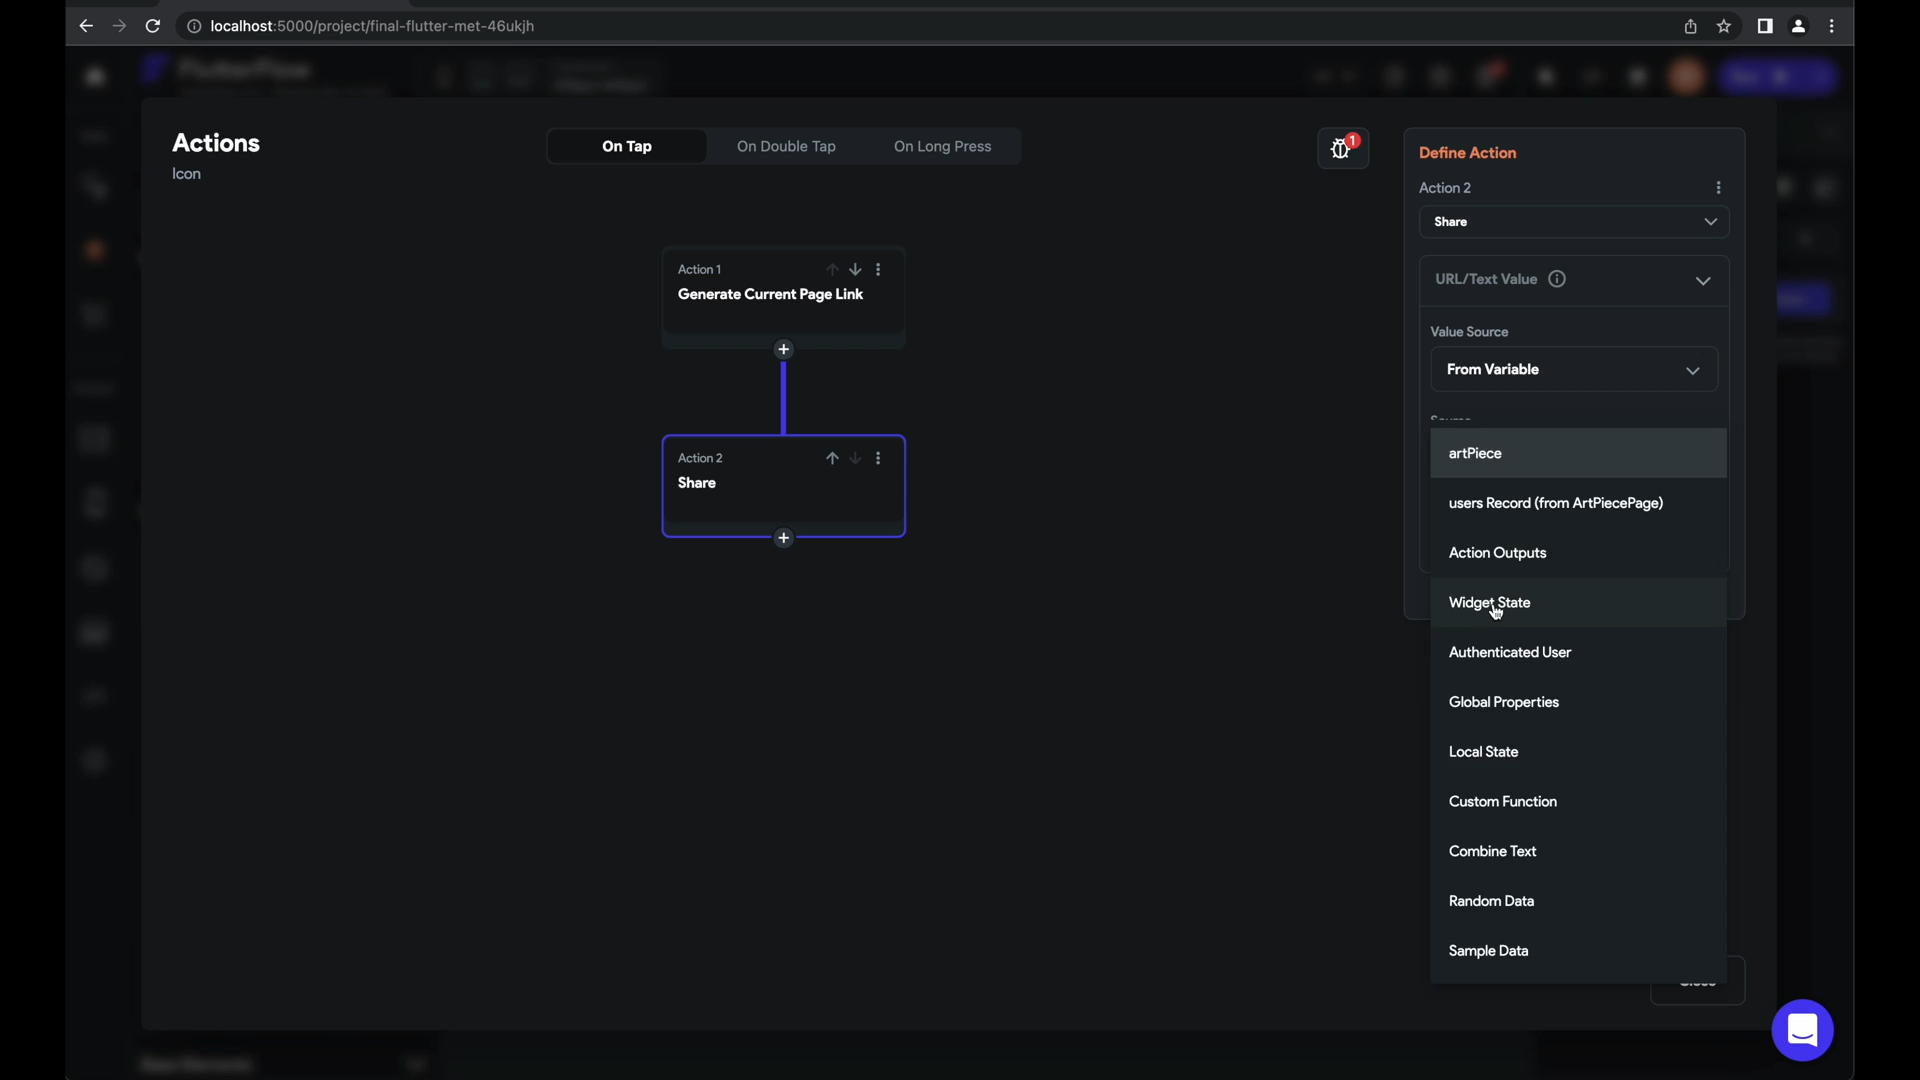 localhost:5000/project/final-flutter-met-46ukjh
FlutterFlow
Actions
Icon
On Tap
On Double Tap
On Long Press
1
Define Action
Action 2
Share
URL/Text Value
Value Source
From Variable
Source
artPiece
users Record (from ArtPiecePage)
Action Outputs
Widget State
Authenticated User
Global Properties
Local State
Custom Function
Combine Text
Random Data
Sample Data
Close
Action 1
Generate Current Page Link
Action 2
Share